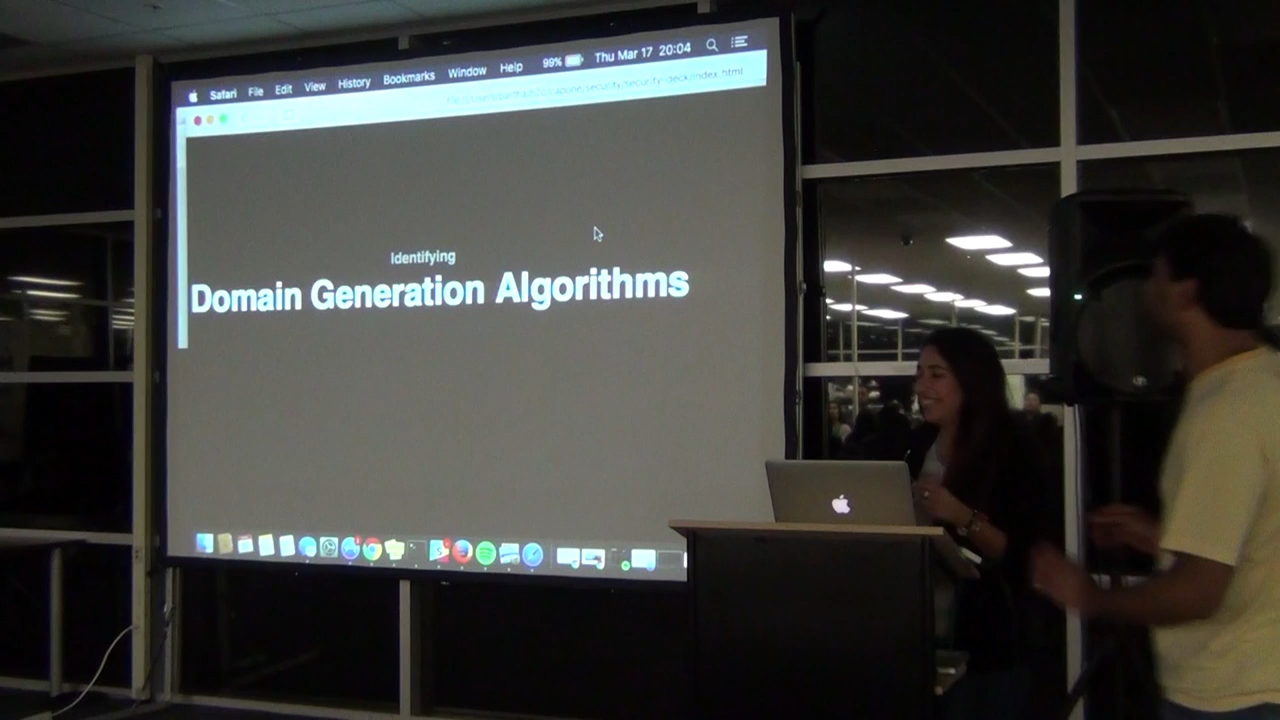 Safari File Edit View History Bookmarks Window Help 99% Thu Mar 17 20:04
Identifying
Domain Generation Algorithms